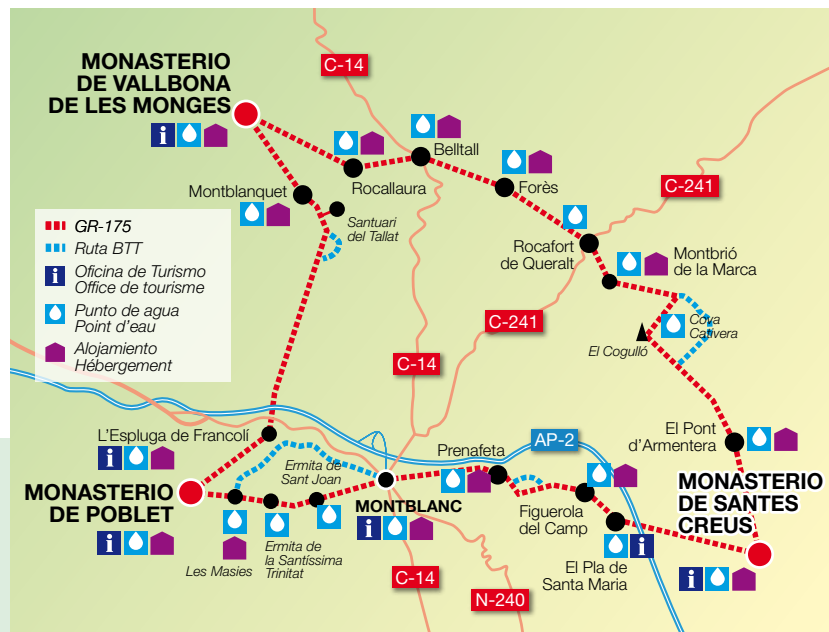 MONASTERIO
DE VALLBONA
DE LES MONGES
C-14
i
Belltall
Rocallaura
Forès
C-241
Montblanquet
Santuari
del Tallat
Rocafort
de Queralt
Montbrió
de la Marca
GR-175
Ruta BTT
i
Oficina de Turismo
Office de tourisme
Punto de agua
Point d'eau
Alojamiento
Hébergement
C-241
Cova
Cativera
El Cogulló
C-14
L'Espluga de Francolí
i
El Pont
d'Armentera
AP-2
Prenafeta
Ermita de
Sant Joan
MONASTERIO
DE POBLET
i
MONTBLANC
i
Figuerola
del Camp
MONASTERIO
DE SANTES
CREUS
i
Les Masies
Ermita de
la Santíssima
Trinitat
i
El Pla de
Santa Maria
C-14
N-240